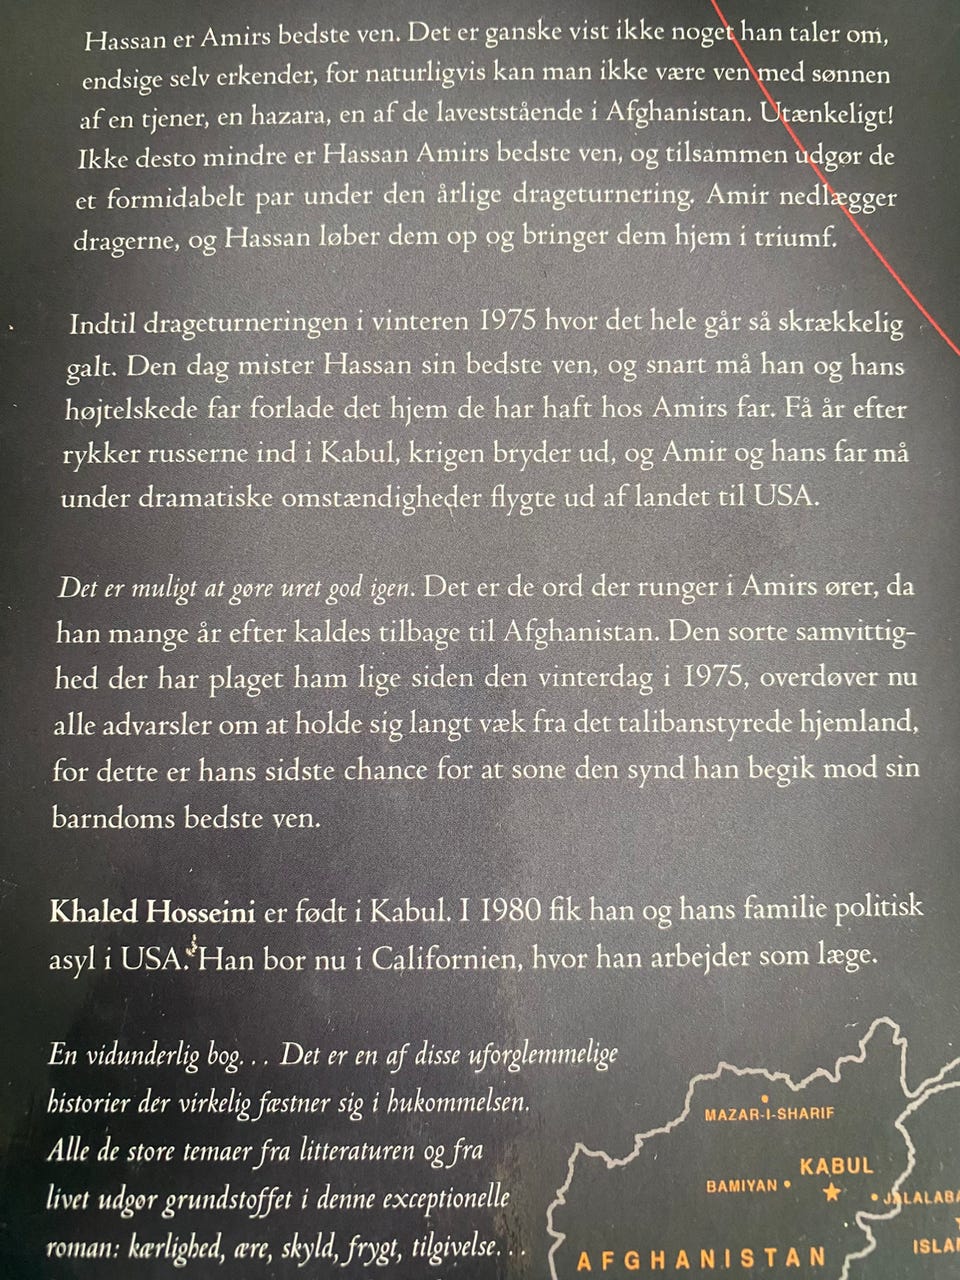 Hassan er Amirs bedste ven. Det er ganske vist ikke noget han taler om,
endsige selv erkender, for naturligvis kan man ikke være ven med sønnen
af en tjener, en hazara, en af de laveststående i Afghanistan. Utænkeligt!
Ikke desto mindre er Hassan Amirs bedste ven, og tilsammen udgør de
et formidabelt par under den årlige drageturnering. Amir nedlægger
dragerne, og Hassan løber dem op og bringer dem hjem i triumf.
Indtil drageturneringen i vinteren 1975 hvor det hele går så skrækkelig
galt. Den dag mister Hassan sin bedste ven, og snart må han og hans
højtelskede far forlade det hjem de har haft hos Amirs far. Få år efter
rykker russerne ind i Kabul, krigen bryder ud, og Amir og hans far må
under dramatiske omstændigheder flygte ud af landet til USA.
Det er muligt at gøre uret god igen. Det er de ord der runger i Amirs ører, da
han mange år efter kaldes tilbage til Afghanistan. Den sorte samvittig-
hed der har plaget ham lige siden den vinterdag i 1975, overdøver nu
alle advarsler om at holde sig langt væk fra det talibanstyrede hjemland,
for dette er hans sidste chance for at sone den synd han begik mod sin
barndoms bedste ven.
Khaled Hosseini er født i Kabul. I 1980 fik han og hans familie politisk
asyl i USA. Han bor nu i Californien, hvor han arbejder som læge.
En vidunderlig bog... Det er en af disse uforglemmelige
historier der virkelig fæstner sig i hukommelsen.
Alle de store temaer fra litteraturen og fra
livet udgør grundstoffet i denne exceptionelle
roman: kærlighed, ære, skyld, frygt, tilgivelse...
MAZAR-I-SHARIF
KABUL
BAMIYAN
JALALABA
ISLAN
AFGHANISTAN